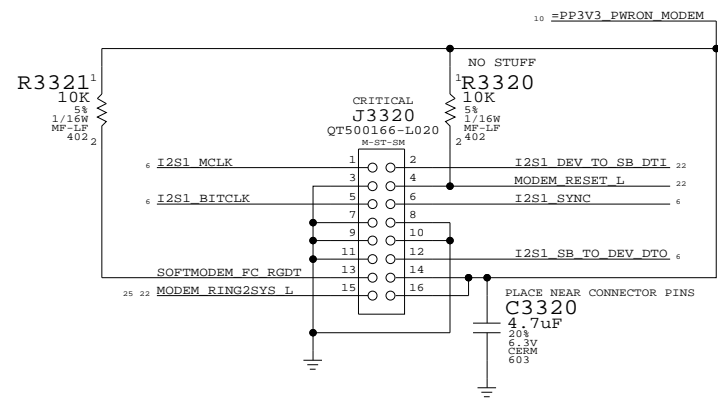 10 =PP3V3_PWRON_MODEM
NO STUFF
R3321 1
10K
5%
1/16W
MF-LF
402 2
1 R3320
10K
5%
1/16W
MF-LF
2 402
CRITICAL
J3320
QT500166-L020
M-ST-SM
6 I2S1_MCLK 1 2 I2S1_DEV_TO_SB_DTI 22
3 4 MODEM_RESET_L 22
6 I2S1_BITCLK 5 6 I2S1_SYNC 6
7 8
9 10
11 12 I2S1_SB_TO_DEV_DTO 6
SOFTMODEM_FC_RGDT 13 14
25 22 MODEM_RING2SYS_L 15 16
PLACE NEAR CONNECTOR PINS
C3320
4.7uF
20%
6.3V
CERM
603